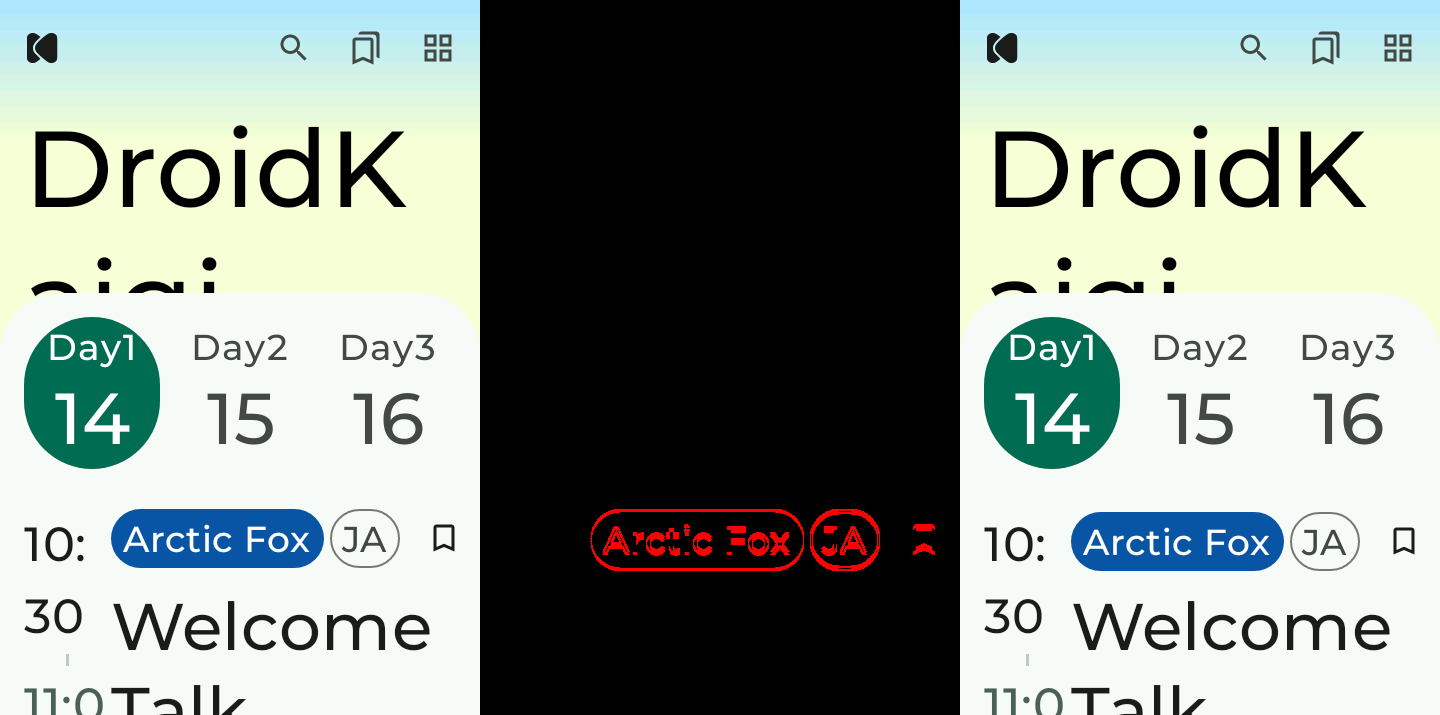 DroidK
aigi
Day1 Day2 Day3
14 15 16
10: Arctic Fox JA
30 Welcome
11:0 Talk
Arctic Fox JA
DroidK
aigi
Day1 Day2 Day3
14 15 16
10: Arctic Fox JA
30 Welcome
11:0 Talk